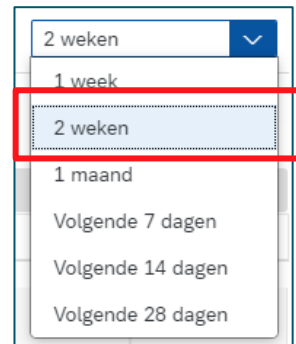 2 weken
1 week
2 weken
1 maand
Volgende 7 dagen
Volgende 14 dagen
Volgende 28 dagen